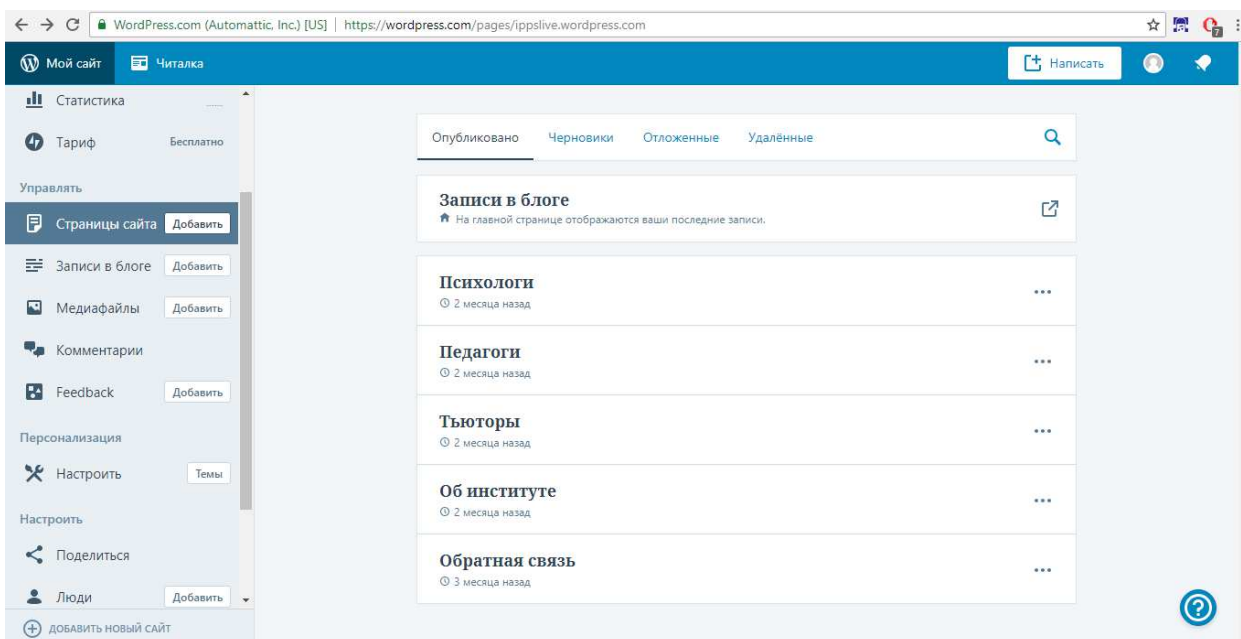 WordPress.com (Automattic, Inc.) [US] | https://wordpress.com/pages/ippslive.wordpress.com
7
Мой сайт Читалка Написать
Статистика
Тариф Бесплатно
Управлять
Страницы сайта Добавить
Записи в блоге Добавить
Медиафайлы Добавить
Комментарии
Feedback Добавить
Персонализация
Настроить Темы
Настроить
Поделиться
Люди Добавить
ДОБАВИТЬ НОВЫЙ САЙТ
Опубликовано Черновики Отложенные Удалённые
Записи в блоге
На главной странице отображаются ваши последние записи.
Психологи
2 месяца назад
Педагоги
2 месяца назад
Тьюторы
2 месяца назад
Об институте
2 месяца назад
Обратная связь
3 месяца назад